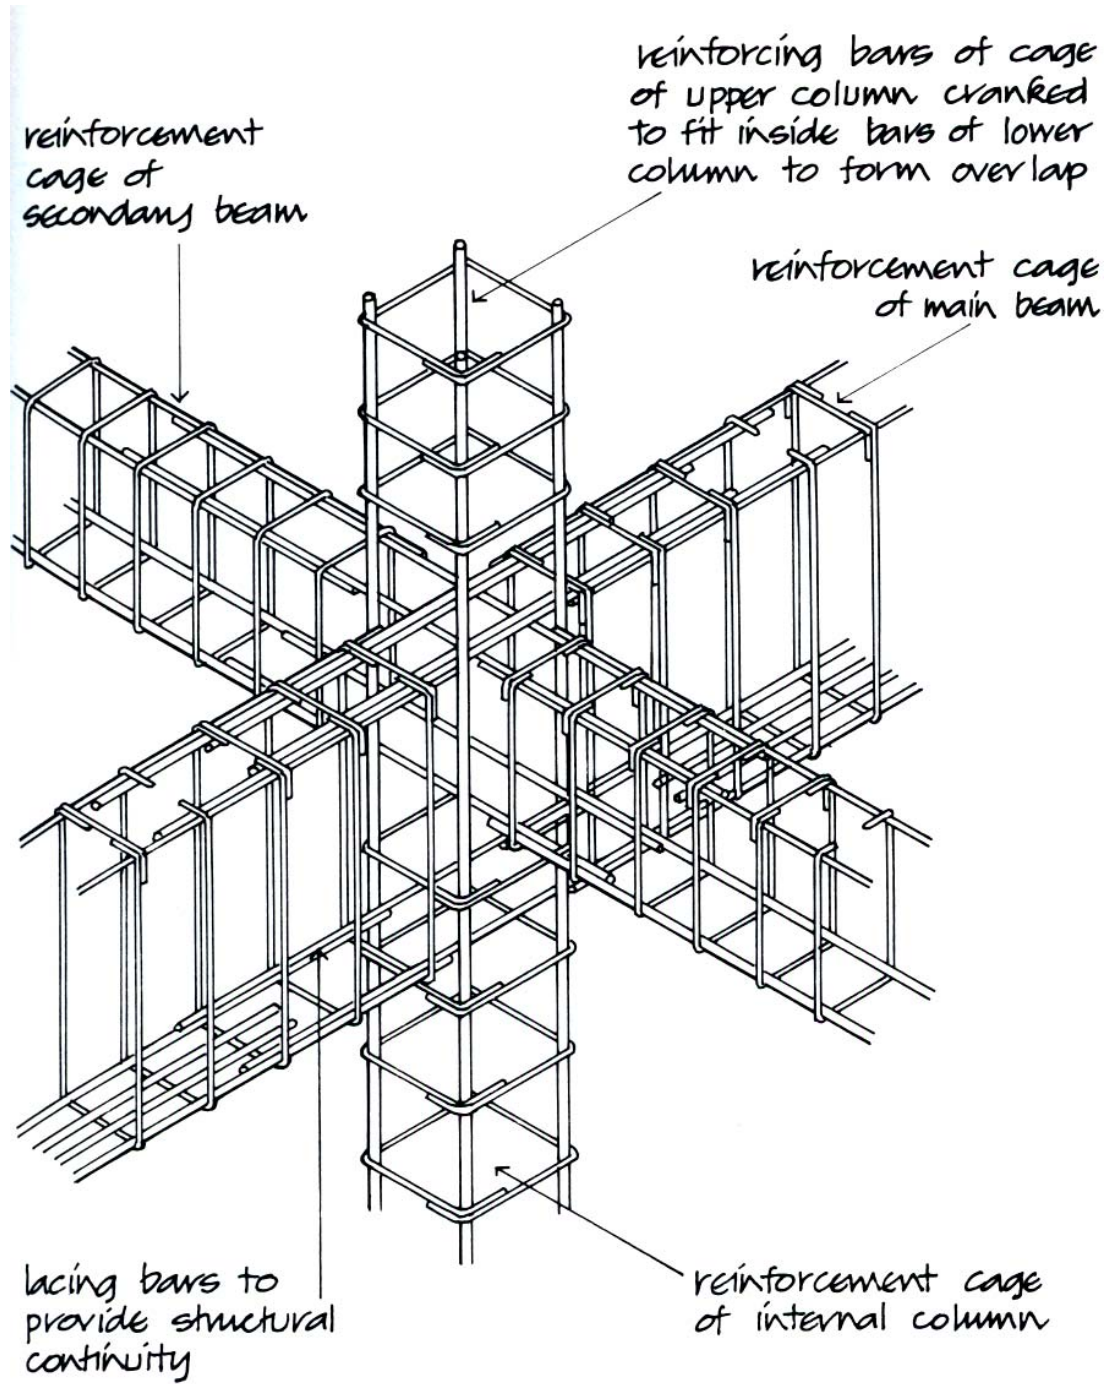 reinforcing bars of cage
of upper column cranked
to fit inside bars of lower
column to form overlap
reinforcement
cage of
secondary beam
reinforcement cage
of main beam
lacing bars to
provide structural
continuity
reinforcement cage
of internal column